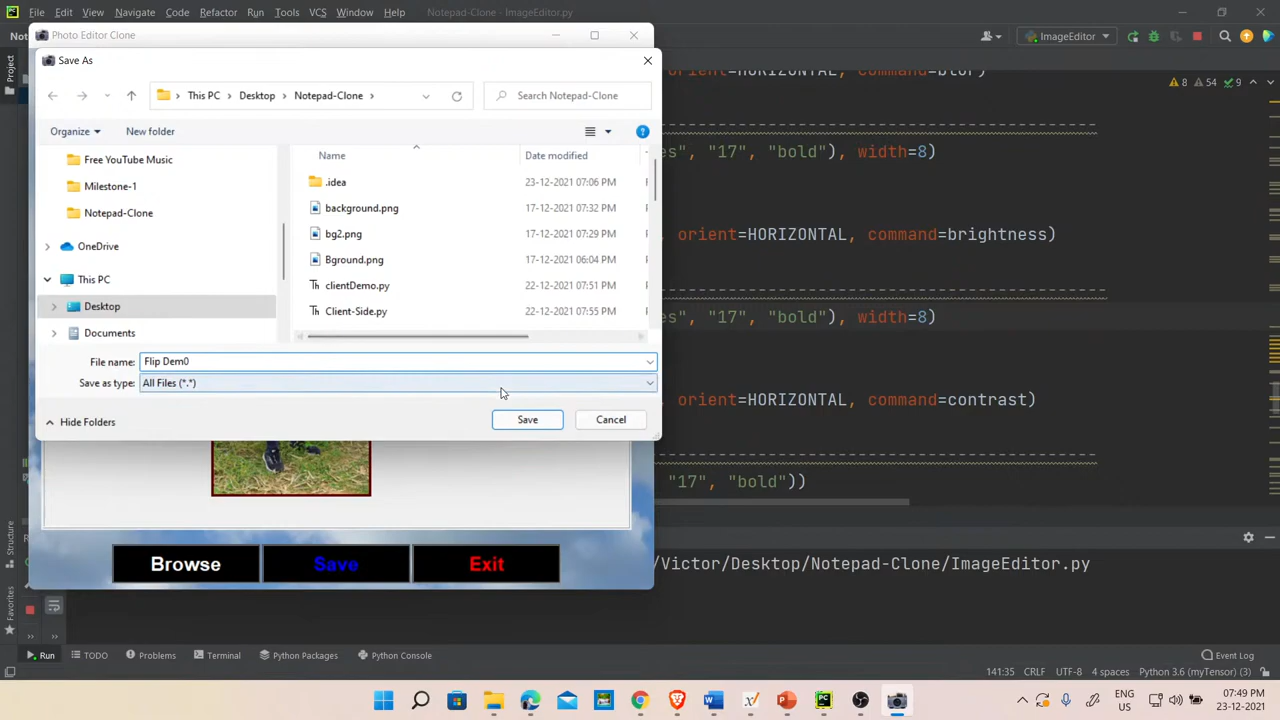 File Edit View Navigate Code Refactor Run Tools VCS Window Help Notepad-Clone - ImageEditor.py
Photo Editor Clone
ImageEditor
Save As
This PC Desktop Notepad-Clone
Search Notepad-Clone
8 54 9
Organize New folder
Name Date modified
Free YouTube Music
Milestone-1
Notepad-Clone
OneDrive
This PC
Desktop
Documents
.idea 23-12-2021 07:06 PM
background.png 17-12-2021 07:32 PM
bg2.png 17-12-2021 07:29 PM
Bground.png 17-12-2021 06:04 PM
clientDemo.py 22-12-2021 07:51 PM
Client-Side.py 22-12-2021 07:55 PM
File name: Flip Dem0
Save as type: All Files (*.*)
Hide Folders Save Cancel
", "17", "bold"), width=8)
, orient=HORIZONTAL, command=brightness)
", "17", "bold"), width=8)
, orient=HORIZONTAL, command=contrast)
"17", "bold"))
Browse Save Exit
/Victor/Desktop/Notepad-Clone/ImageEditor.py
Project
Structure
Favorites
Run TODO Problems Terminal Python Packages Python Console Event Log
141:35 CRLF UTF-8 4 spaces Python 3.6 (myTensor) (3)
ENG
US
07:49 PM
23-12-2021